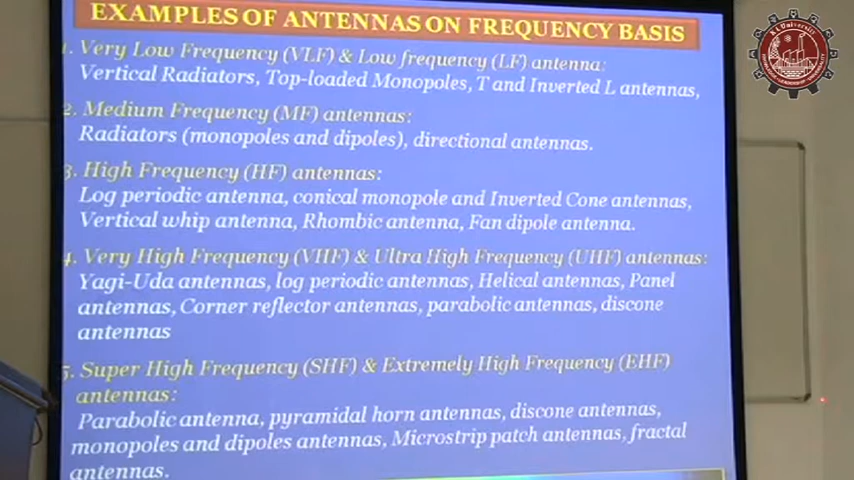 EXAMPLES OF ANTENNAS ON FREQUENCY BASIS
1. Very Low Frequency (VLF) & Low frequency (LF) antenna:
Vertical Radiators, Top-loaded Monopoles, T and Inverted L antennas,
2. Medium Frequency (MF) antennas:
Radiators (monopoles and dipoles), directional antennas.
3. High Frequency (HF) antennas:
Log periodic antenna, conical monopole and Inverted Cone antennas,
Vertical whip antenna, Rhombic antenna, Fan dipole antenna.
4. Very High Frequency (VHF) & Ultra High Frequency (UHF) antennas:
Yagi-Uda antennas, log periodic antennas, Helical antennas, Panel
antennas, Corner reflector antennas, parabolic antennas, discone
antennas
5. Super High Frequency (SHF) & Extremely High Frequency (EHF)
antennas:
Parabolic antenna, pyramidal horn antennas, discone antennas,
monopoles and dipoles antennas, Microstrip patch antennas, fractal
antennas.